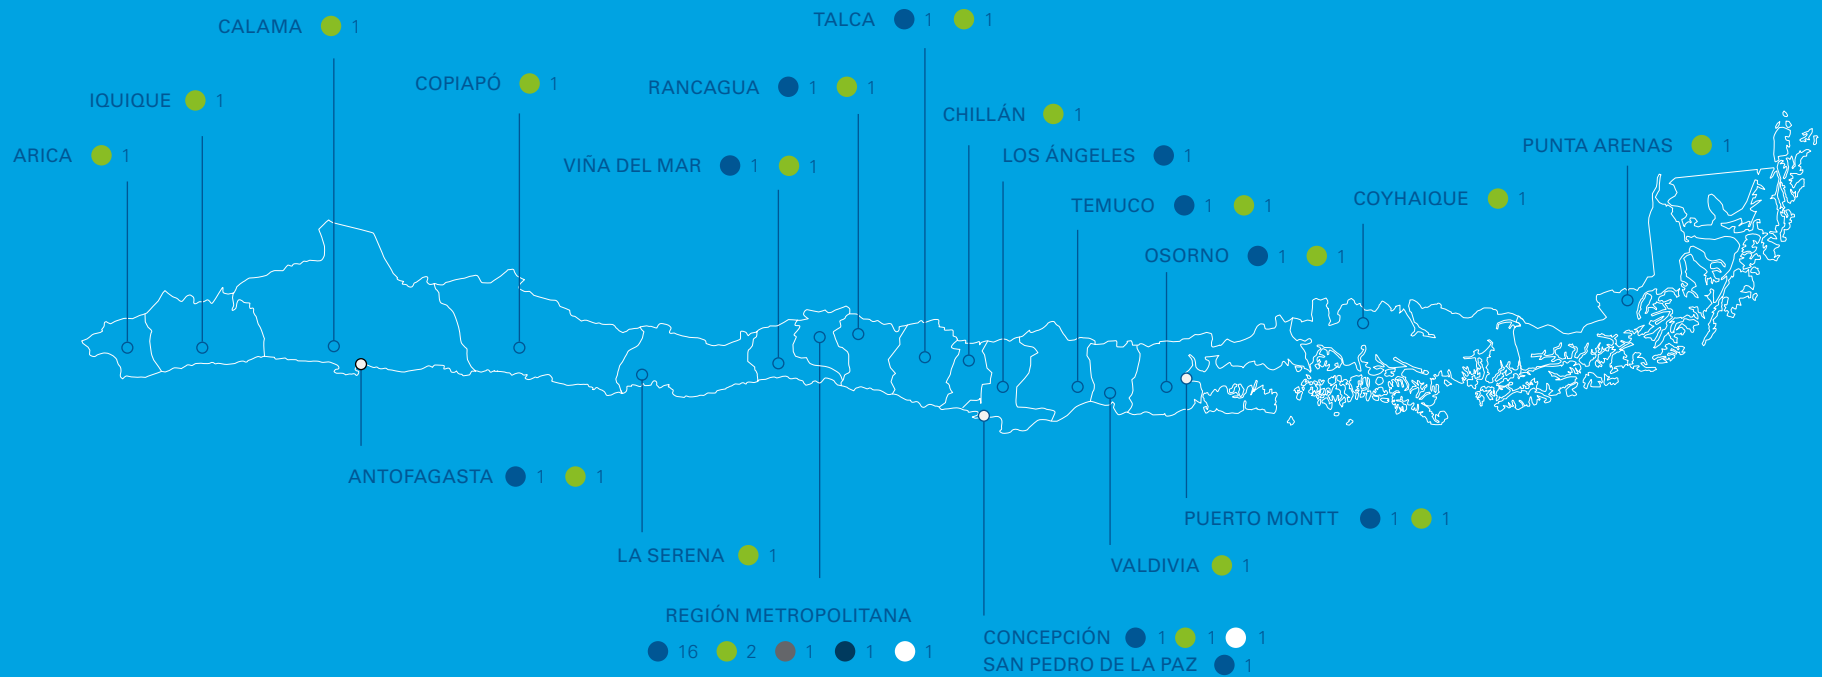 TALCA 1 1
CALAMA 1
COPIAPÓ 1
RANCAGUA 1 1
IQUIQUE 1
CHILLÁN 1
ARICA 1
LOS ÁNGELES 1
PUNTA ARENAS 1
VIÑA DEL MAR 1 1
TEMUCO 1 1
COYHAIQUE 1
OSORNO 1 1
ANTOFAGASTA 1 1
PUERTO MONTT 1 1
LA SERENA 1
VALDIVIA 1
REGIÓN METROPOLITANA
16 2 1 1 1
CONCEPCIÓN 1 1 1
SAN PEDRO DE LA PAZ 1